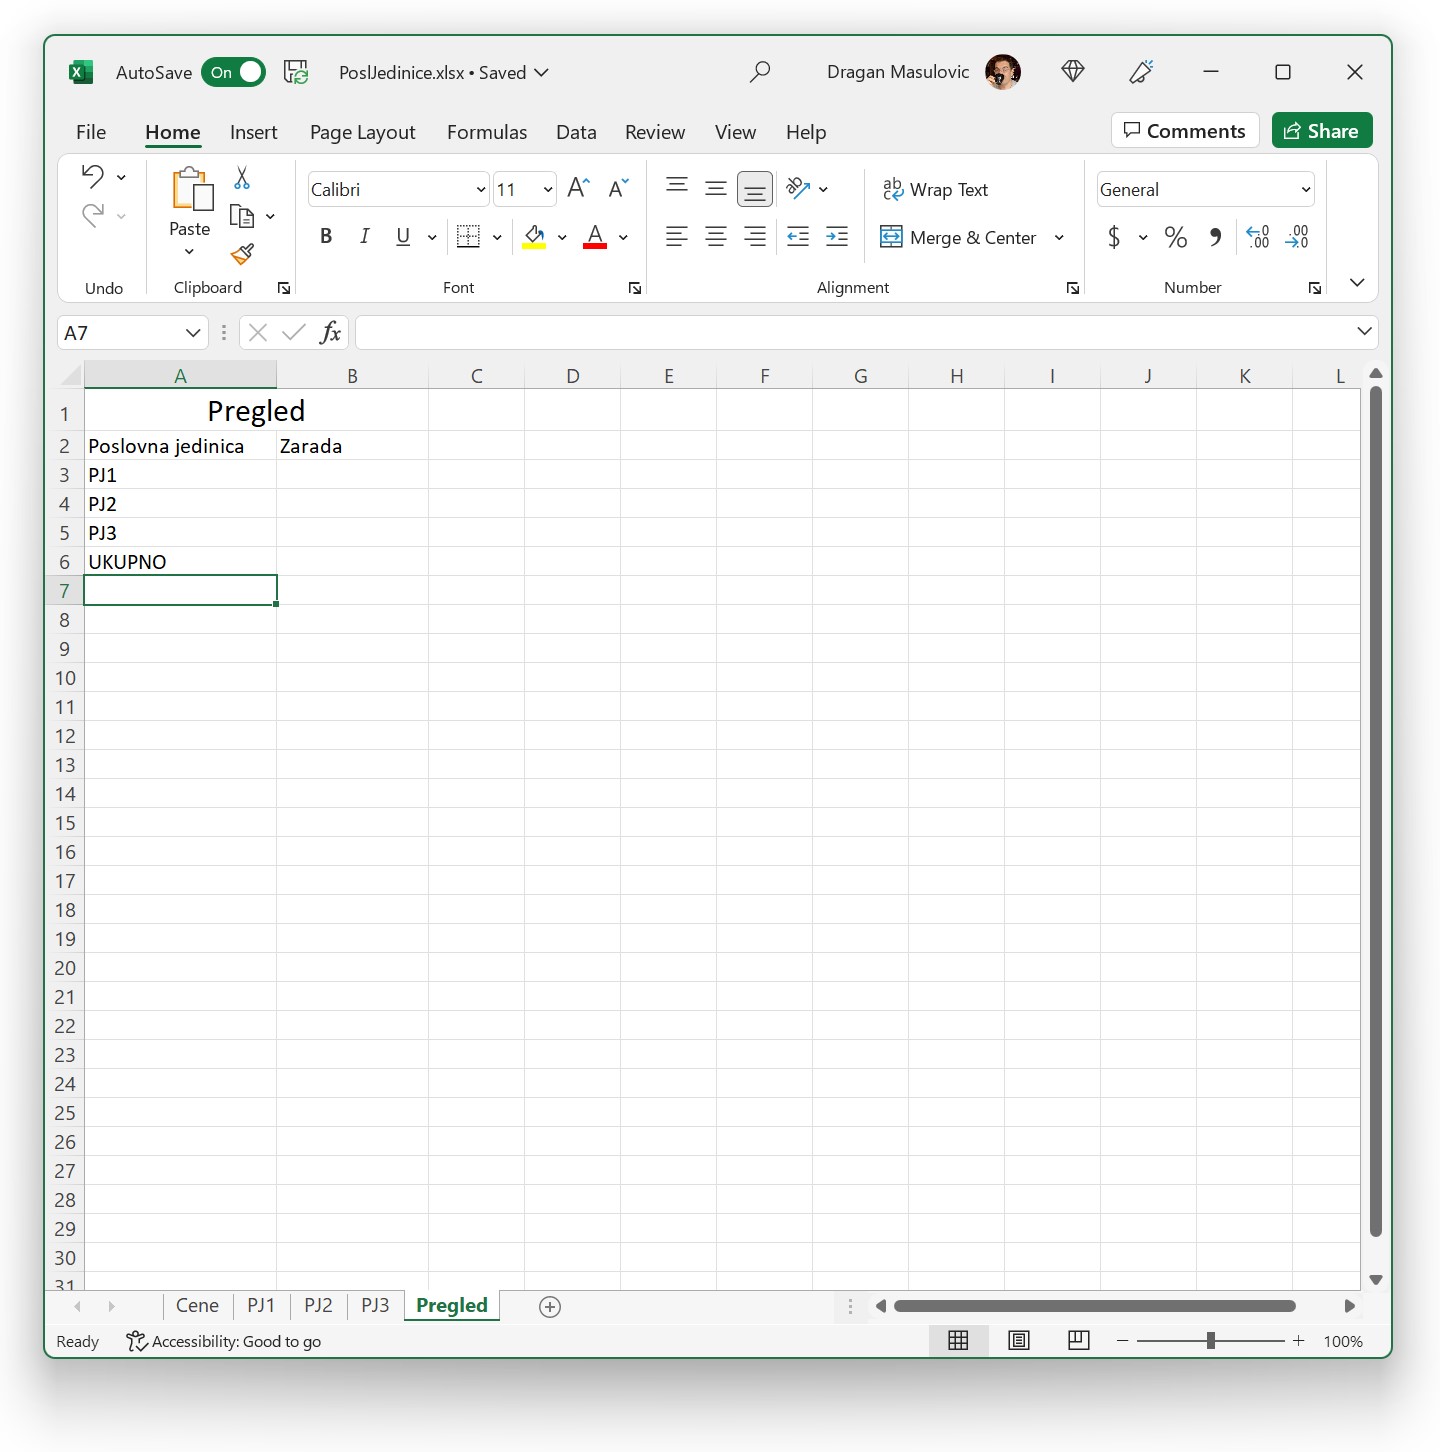 AutoSave On PoslJedinice.xlsx • Saved Dragan Masulovic
File Home Insert Page Layout Formulas Data Review View Help Comments Share
Calibri 11 Wrap Text General
Paste
B I U A Merge & Center $ % 9 .00
Undo Clipboard Font Alignment Number
A7 fx
A B C D E F G H I J K L
1 Pregled
2 Poslovna jedinica Zarada
3 PJ1
4 PJ2
5 PJ3
6 UKUPNO
7
8
9
10
11
12
13
14
15
16
17
18
19
20
21
22
23
24
25
26
27
28
29
30
31
Cene PJ1 PJ2 PJ3 Pregled
Ready Accessibility: Good to go 100%